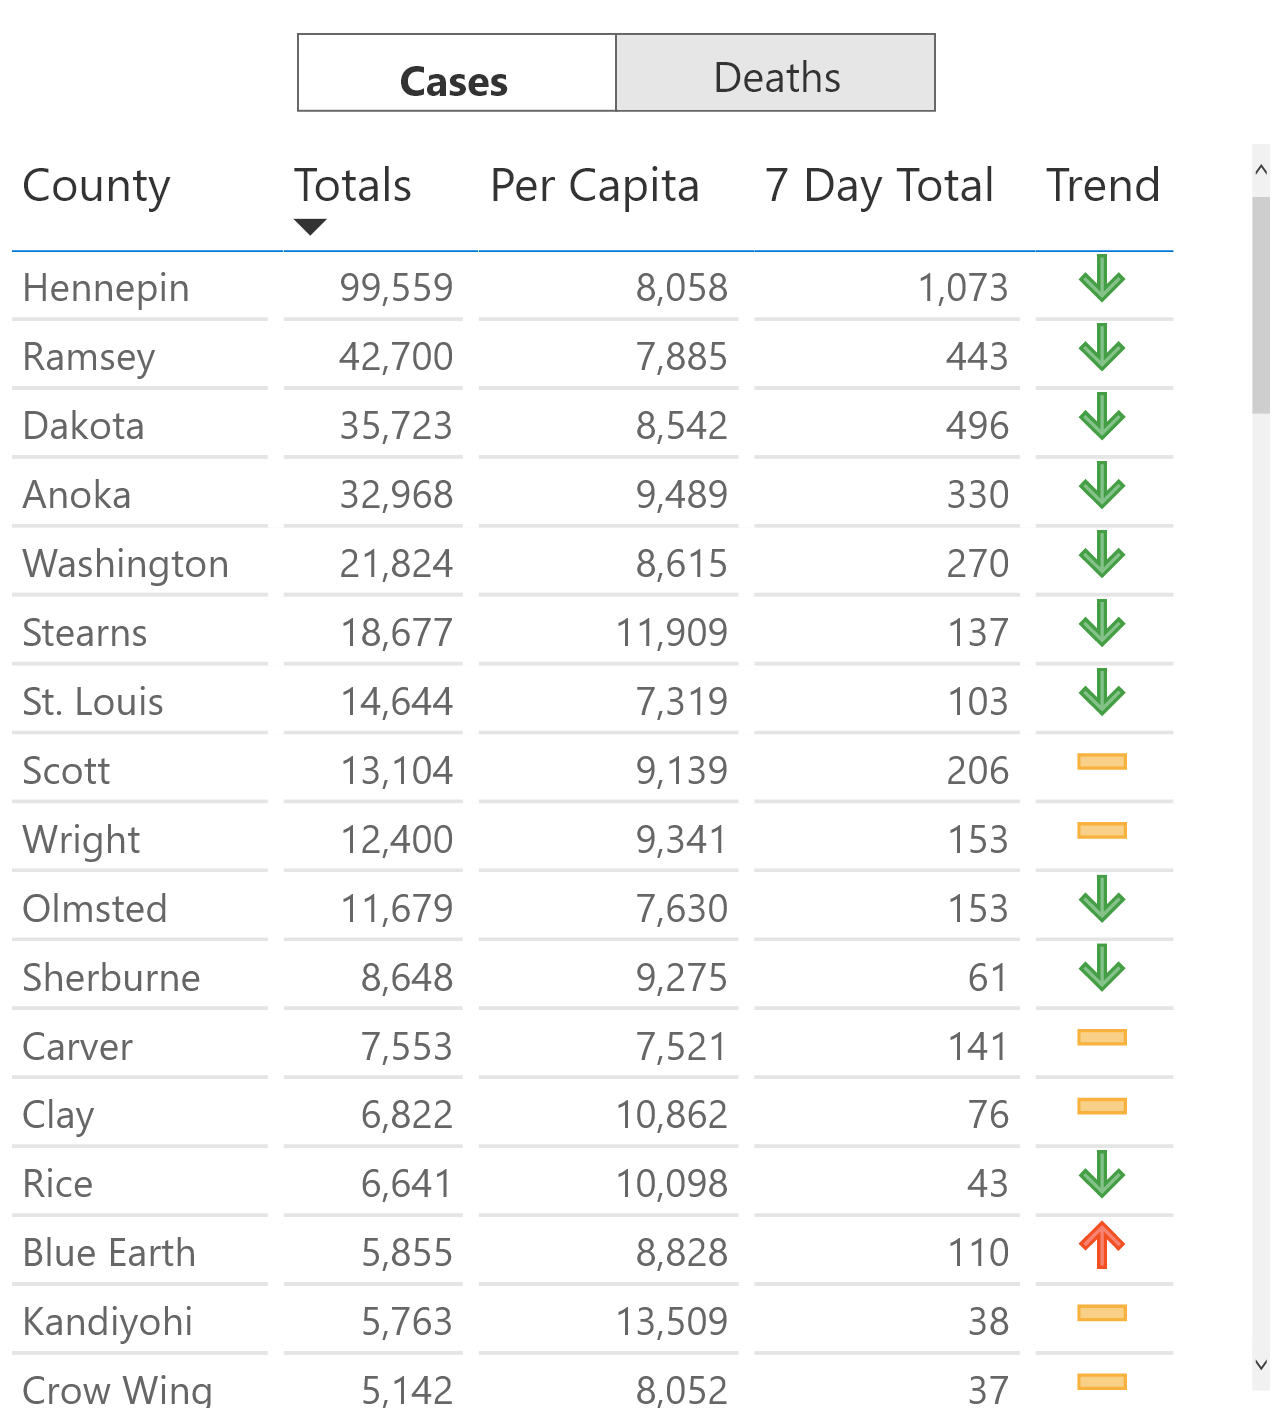 Cases Deaths
County Totals Per Capita 7 Day Total Trend
Hennepin 99,559 8,058 1,073
Ramsey 42,700 7,885 443
Dakota 35,723 8,542 496
Anoka 32,968 9,489 330
Washington 21,824 8,615 270
Stearns 18,677 11,909 137
St. Louis 14,644 7,319 103
Scott 13,104 9,139 206
Wright 12,400 9,341 153
Olmsted 11,679 7,630 153
Sherburne 8,648 9,275 61
Carver 7,553 7,521 141
Clay 6,822 10,862 76
Rice 6,641 10,098 43
Blue Earth 5,855 8,828 110
Kandiyohi 5,763 13,509 38
Crow Wing 5,142 8,052 37